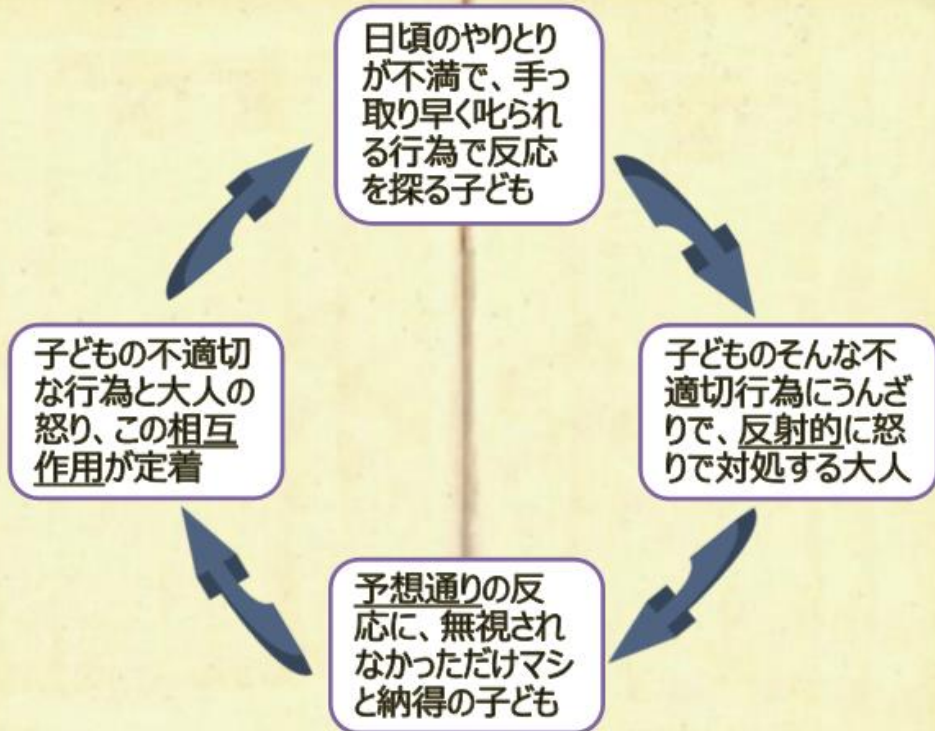 日頃のやりとり
が不満で、手っ
取り早く叱られ
る行為で反応
を探る子ども
子どものそんな不
適切行為にうんざ
りで、反射的に怒
りで対処する大人
予想通りの反
応に、無視され
なかっただけマシ
と納得の子ども
子どもの不適切
な行為と大人の
怒り、この相互
作用が定着